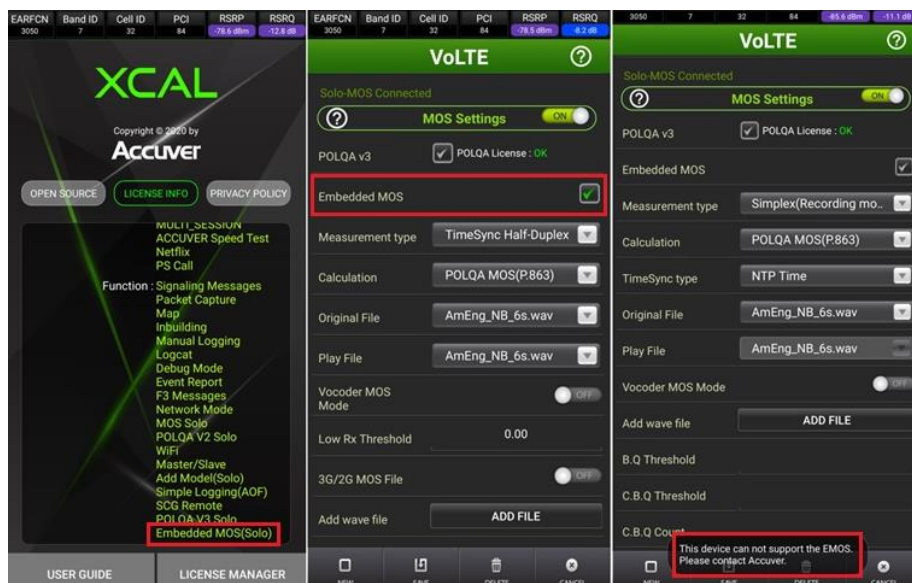 EARFCN Band ID Cell ID PCI RSRP RSRQ
3050 7 32 84 -78.6 dBm -12.8 dB
XCAL
Copyright © 2020 by
Accuver
OPEN SOURCE LICENSE INFO PRIVACY POLICY
MULTI_SESSION
ACCUVER Speed Test
Netflix
PS Call
Function : Signaling Messages
Packet Capture
Map
Inbuilding
Manual Logging
Logcat
Debug Mode
Event Report
F3 Messages
Network Mode
MOS Solo
POLQA V2 Solo
WiFi
Master/Slave
Add Model(Solo)
Simple Logging(AOF)
SCG Remote
POLQA V3 Solo
Embedded MOS(Solo)
USER GUIDE LICENSE MANAGER
EARFCN Band ID Cell ID PCI RSRP RSRQ
3050 7 32 84 -78.5 dBm -8.2 dB
VoLTE ?
Solo-MOS Connected
? MOS Settings ON
POLQA v3 POLQA License : OK
Embedded MOS
Measurement type TimeSync Half-Duplex
Calculation POLQA MOS(P.863)
Original File AmEng_NB_6s.wav
Play File AmEng_NB_6s.wav
Vocoder MOS
Mode OFF
Low Rx Threshold 0.00
3G/2G MOS File OFF
Add wave file ADD FILE
NEW SAVE DELETE CANCEL
3050 7 32 84 -85.6 dBm -11.1 dB
VoLTE ?
Solo-MOS Connected
? MOS Settings ON
POLQA v3 POLQA License : OK
Embedded MOS
Measurement type Simplex(Recording mo..
Calculation POLQA MOS(P.863)
TimeSync type NTP Time
Original File AmEng_NB_6s.wav
Play File AmEng_NB_6s.wav
Vocoder MOS Mode OFF
Add wave file ADD FILE
B.Q Threshold
C.B.Q Threshold
C.B.Q Count
This device can not support the EMOS.
Please contact Accuver.
NEW CANCEL